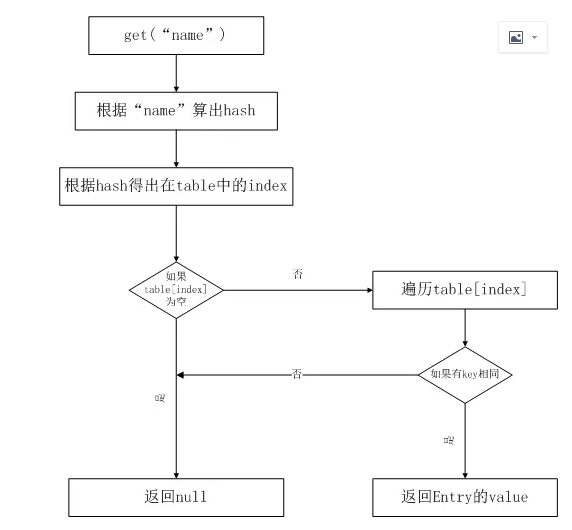 get(“name”)
根据“name”算出hash
根据hash得出在table中的index
如果
table[index]
为空
否
遍历table[index]
如果有key相同
否
是
是
返回null
返回Entry的value